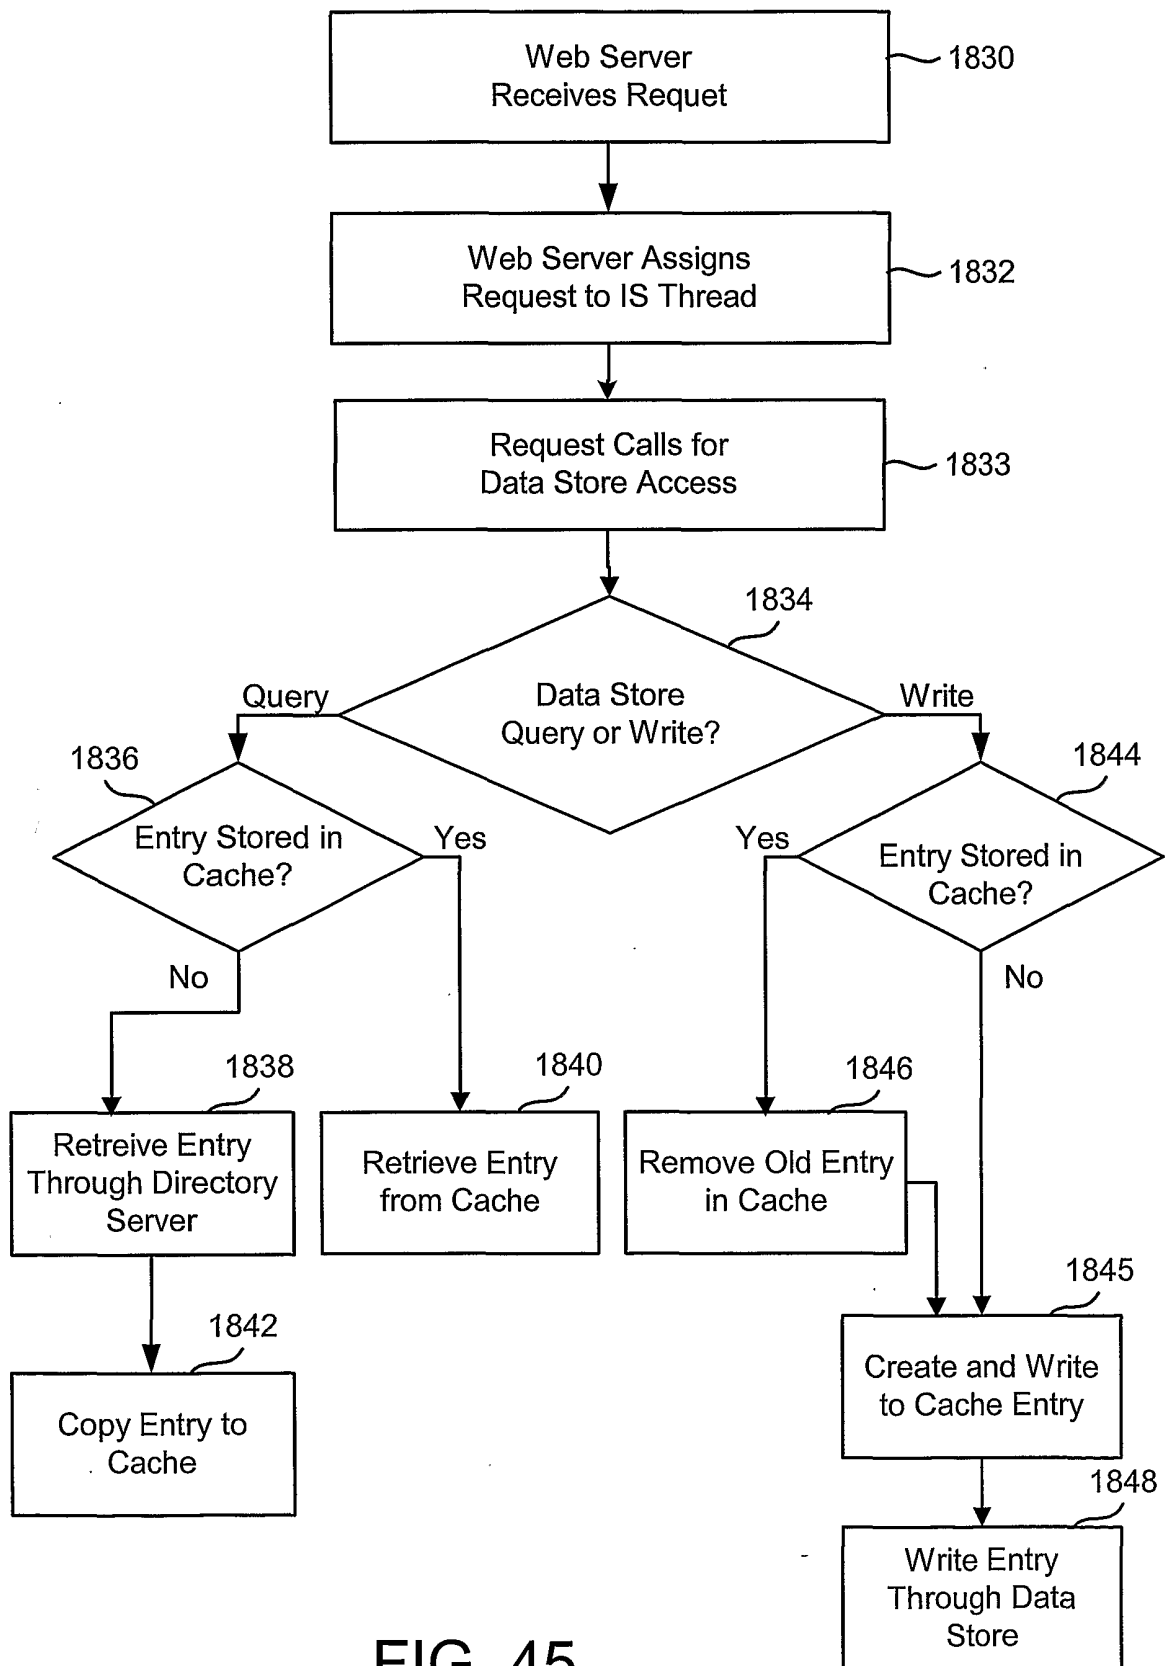 Web Server
Receives Requet
1830
Web Server Assigns
Request to IS Thread
1832
Request Calls for
Data Store Access
1833
1834
Data Store
Query or Write?
Query
Write
1836
Entry Stored in
Cache?
Yes
No
1844
Entry Stored in
Cache?
Yes
No
1838
Retreive Entry
Through Directory
Server
1840
Retrieve Entry
from Cache
1846
Remove Old Entry
in Cache
1842
Copy Entry to
Cache
1845
Create and Write
to Cache Entry
1848
Write Entry
Through Data
Store
FIG. 45